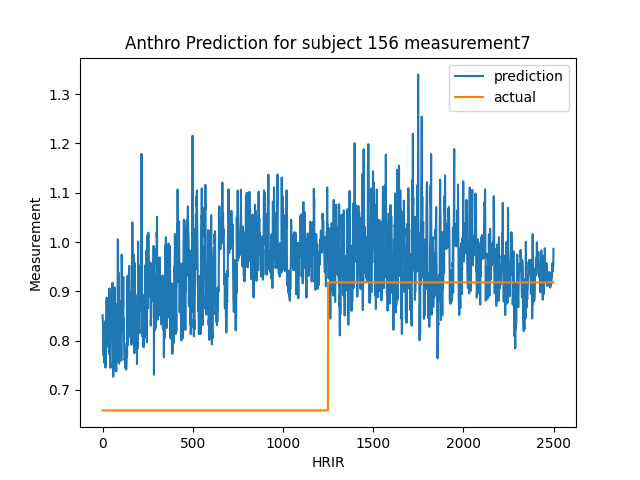 Anthro Prediction for subject 156 measurement7
prediction
actual
1.3
1.2
1.1
1.0
0.9
0.8
0.7
Measurement
0
500
1000
1500
2000
2500
HRIR